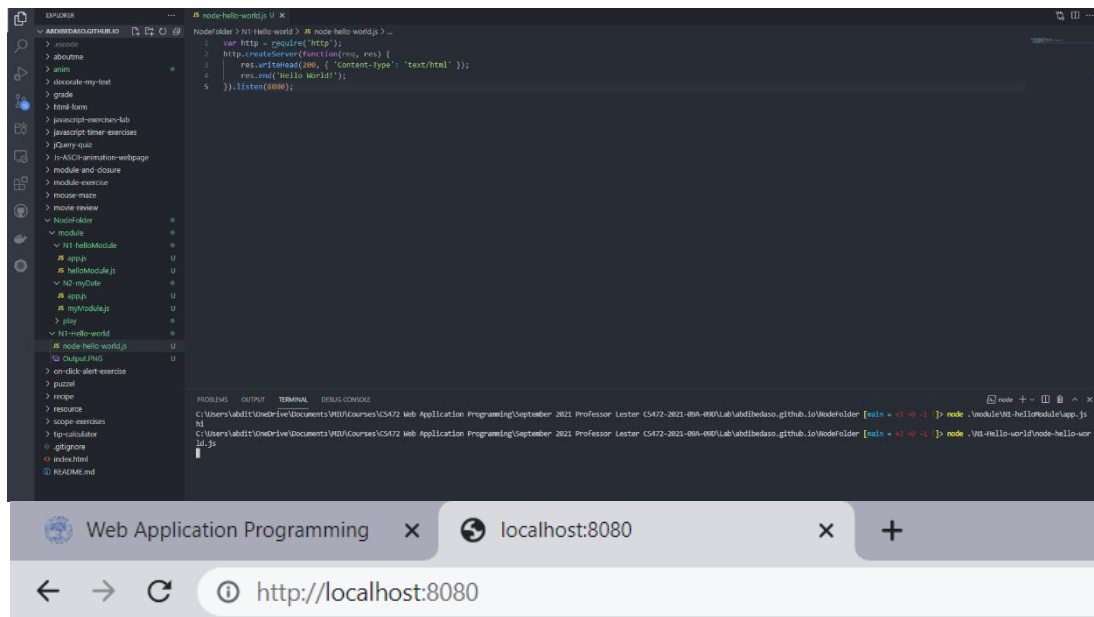 EXPLORER
···
JS node-hello-world.js U ×
ABDIBEDASO.GITHUB.IO
NodeFolder > N1-Hello-world > JS node-hello-world.js > ...
> .vscode
> aboutme
> anim
> decorate-my-text
> grade
> html-form
> javascript-exercises-lab
> javascript-timer-exercises
> jQuery-quiz
> Js-ASCII-animation-webpage
> module-and-closure
> module-exercise
> mouse-maze
> movie-review
NodeFolder
module
N1-helloModule
JS app.js U
JS helloModule.js U
N2-myDate
JS app.js U
JS myModule.js U
> play
N1-Hello-world
JS node-hello-world.js U
Output.PNG U
> on-click-alert-exercise
> puzzel
> recipe
> resource
> scope-exercises
> tip-calculator
.gitignore
<> index.html
README.md
1 var http = require('http');
2 http.createServer(function(req, res) {
3 res.writeHead(200, { 'Content-Type': 'text/html' });
4 res.end('Hello World!');
5 }).listen(8080);
PROBLEMS OUTPUT TERMINAL DEBUG CONSOLE
node
C:\Users\abdit\OneDrive\Documents\MIU\Courses\CS472 Web Application Programming\September 2021 Professor Lester CS472-2021-09A-09D\Lab\abdibedaso.github.io\NodeFolder [main ≡ +3 ~0 -1 !]> node .\module\N1-helloModule\app.js
hi
C:\Users\abdit\OneDrive\Documents\MIU\Courses\CS472 Web Application Programming\September 2021 Professor Lester CS472-2021-09A-09D\Lab\abdibedaso.github.io\NodeFolder [main ≡ +3 ~0 -1 !]> node .\N1-Hello-world\node-hello-wor
ld.js
Web Application Programming
localhost:8080
http://localhost:8080